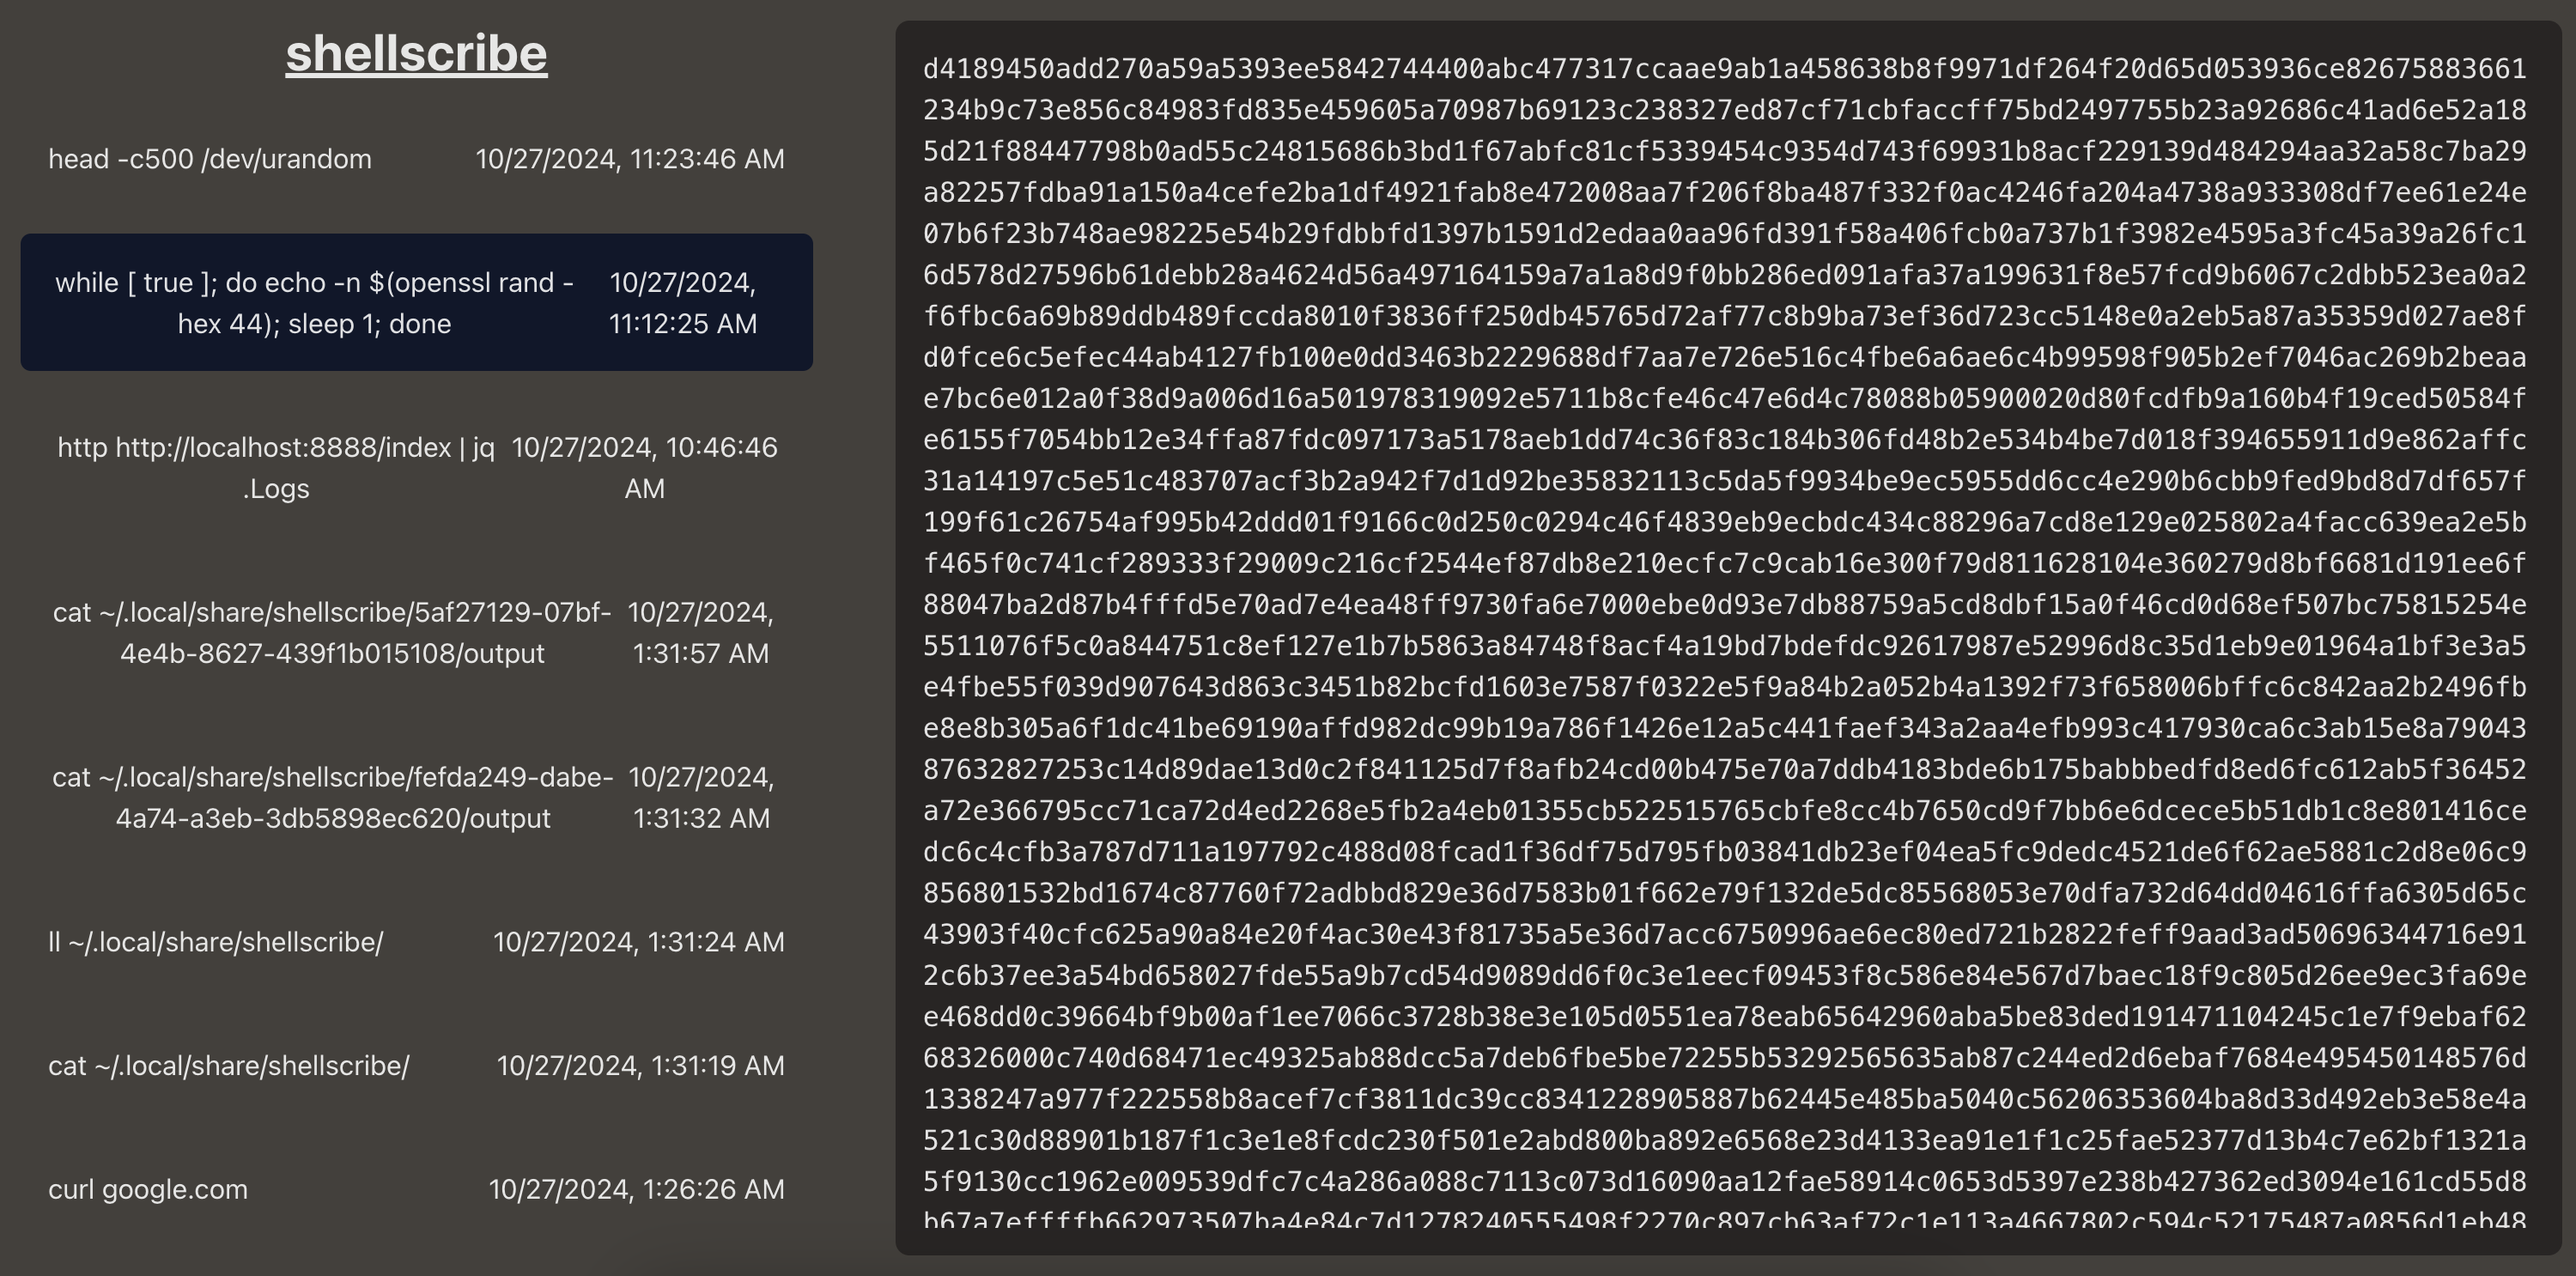 shellscribe
head -c500 /dev/urandom 10/27/2024, 11:23:46 AM
while [ true ]; do echo -n $(openssl rand - 10/27/2024,
hex 44); sleep 1; done 11:12:25 AM
http http://localhost:8888/index | jq 10/27/2024, 10:46:46
.Logs AM
cat ~/.local/share/shellscribe/5af27129-07bf- 10/27/2024,
4e4b-8627-439f1b015108/output 1:31:57 AM
cat ~/.local/share/shellscribe/fefda249-dabe- 10/27/2024,
4a74-a3eb-3db5898ec620/output 1:31:32 AM
ll ~/.local/share/shellscribe/ 10/27/2024, 1:31:24 AM
cat ~/.local/share/shellscribe/ 10/27/2024, 1:31:19 AM
curl google.com 10/27/2024, 1:26:26 AM
d4189450add270a59a5393ee5842744400abc477317ccaae9ab1a458638b8f9971df264f20d65d053936ce82675883661
234b9c73e856c84983fd835e459605a70987b69123c238327ed87cf71cbfaccff75bd2497755b23a92686c41ad6e52a18
5d21f88447798b0ad55c24815686b3bd1f67abfc81cf5339454c9354d743f69931b8acf229139d484294aa32a58c7ba29
a82257fdba91a150a4cefe2ba1df4921fab8e472008aa7f206f8ba487f332f0ac4246fa204a4738a933308df7ee61e24e
07b6f23b748ae98225e54b29fdbbfd1397b1591d2edaa0aa96fd391f58a406fcb0a737b1f3982e4595a3fc45a39a26fc1
6d578d27596b61debb28a4624d56a497164159a7a1a8d9f0bb286ed091afa37a199631f8e57fcd9b6067c2dbb523ea0a2
f6fbc6a69b89ddb489fccda8010f3836ff250db45765d72af77c8b9ba73ef36d723cc5148e0a2eb5a87a35359d027ae8f
d0fce6c5efec44ab4127fb100e0dd3463b2229688df7aa7e726e516c4fbe6a6ae6c4b99598f905b2ef7046ac269b2beaa
e7bc6e012a0f38d9a006d16a501978319092e5711b8cfe46c47e6d4c78088b05900020d80fcdfb9a160b4f19ced50584f
e6155f7054bb12e34ffa87fdc097173a5178aeb1dd74c36f83c184b306fd48b2e534b4be7d018f394655911d9e862affc
31a14197c5e51c483707acf3b2a942f7d1d92be35832113c5da5f9934be9ec5955dd6cc4e290b6cbb9fed9bd8d7df657f
199f61c26754af995b42ddd01f9166c0d250c0294c46f4839eb9ecbdc434c88296a7cd8e129e025802a4facc639ea2e5b
f465f0c741cf289333f29009c216cf2544ef87db8e210ecfc7c9cab16e300f79d811628104e360279d8bf6681d191ee6f
88047ba2d87b4fffd5e70ad7e4ea48ff9730fa6e7000ebe0d93e7db88759a5cd8dbf15a0f46cd0d68ef507bc75815254e
5511076f5c0a844751c8ef127e1b7b5863a84748f8acf4a19bd7bdefdc92617987e52996d8c35d1eb9e01964a1bf3e3a5
e4fbe55f039d907643d863c3451b82bcfd1603e7587f0322e5f9a84b2a052b4a1392f73f658006bffc6c842aa2b2496fb
e8e8b305a6f1dc41be69190affd982dc99b19a786f1426e12a5c441faef343a2aa4efb993c417930ca6c3ab15e8a79043
87632827253c14d89dae13d0c2f841125d7f8afb24cd00b475e70a7ddb4183bde6b175babbbedfd8ed6fc612ab5f36452
a72e366795cc71ca72d4ed2268e5fb2a4eb01355cb522515765cbfe8cc4b7650cd9f7bb6e6dcece5b51db1c8e801416ce
dc6c4cfb3a787d711a197792c488d08fcad1f36df75d795fb03841db23ef04ea5fc9dedc4521de6f62ae5881c2d8e06c9
856801532bd1674c87760f72adbbd829e36d7583b01f662e79f132de5dc85568053e70dfa732d64dd04616ffa6305d65c
43903f40cfc625a90a84e20f4ac30e43f81735a5e36d7acc6750996ae6ec80ed721b2822feff9aad3ad50696344716e91
2c6b37ee3a54bd658027fde55a9b7cd54d9089dd6f0c3e1eecf09453f8c586e84e567d7baec18f9c805d26ee9ec3fa69e
e468dd0c39664bf9b00af1ee7066c3728b38e3e105d0551ea78eab65642960aba5be83ded191471104245c1e7f9ebaf62
68326000c740d68471ec49325ab88dcc5a7deb6fbe5be72255b53292565635ab87c244ed2d6ebaf7684e495450148576d
1338247a977f222558b8acef7cf3811dc39cc8341228905887b62445e485ba5040c56206353604ba8d33d492eb3e58e4a
521c30d88901b187f1c3e1e8fcdc230f501e2abd800ba892e6568e23d4133ea91e1f1c25fae52377d13b4c7e62bf1321a
5f9130cc1962e009539dfc7c4a286a088c7113c073d16090aa12fae58914c0653d5397e238b427362ed3094e161cd55d8
b67a7effffb662973507ba4e84c7d1278240555498f2270c897cb63af72c1e113a4667802c594c52175487a0856d1eb48